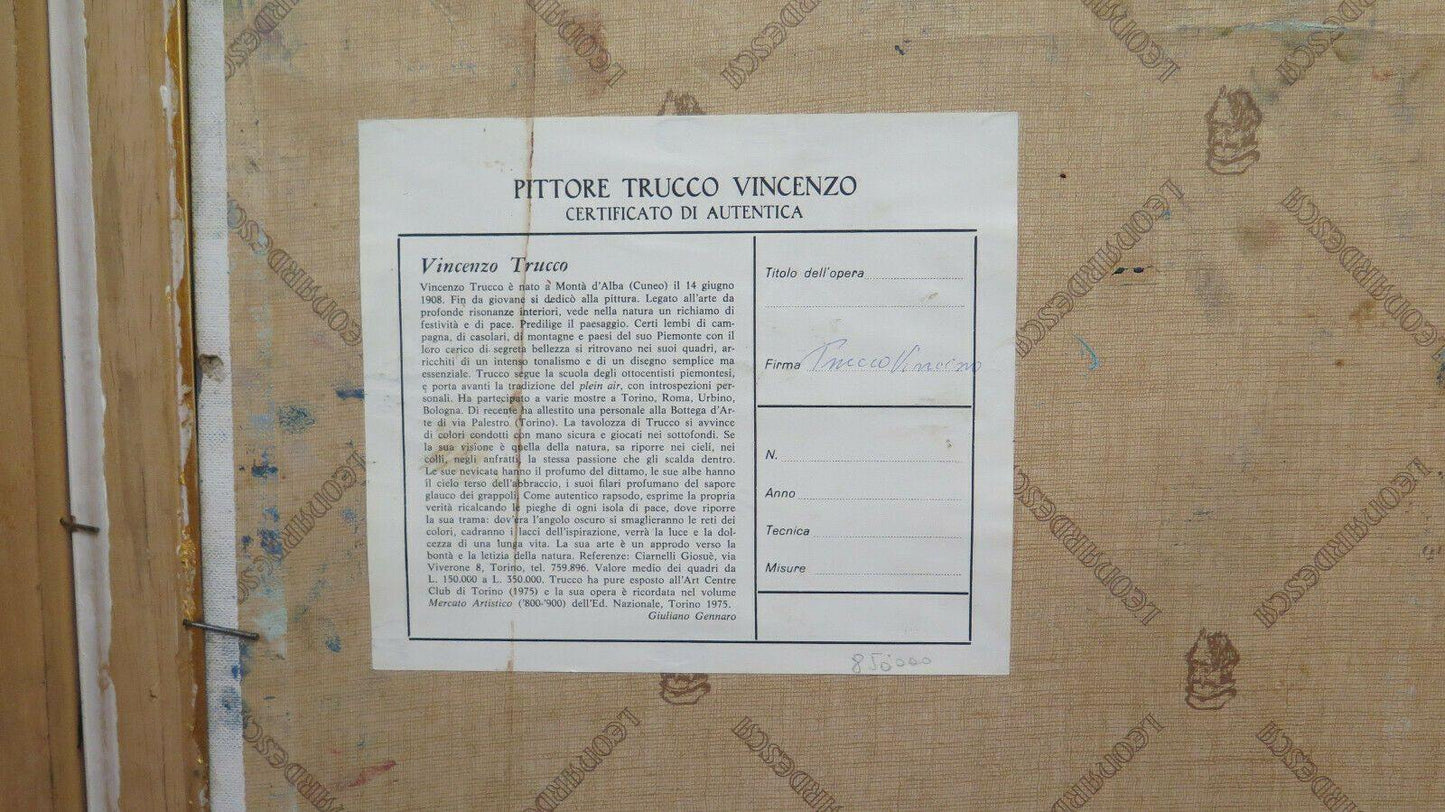 PITTORE TRUCCO VINCENZO
CERTIFICATO DI AUTENTICA
Vincenzo Trucco
Vincenzo Trucco è nato a Montà d'Alba (Cuneo) il 14 giugno
1908. Fin da giovane si dedicò alla pittura. Legato all'arte da
profonde risonanze interiori, vede nella natura un richiamo di
festività e di pace. Predilige il paesaggio. Certi lembi di cam-
pagna, di casolari, di montagne e paesi del suo Piemonte con il
loro cerico di segreta bellezza si ritrovano nei suoi quadri, ar-
ricchiti di un intenso tonalismo e di un disegno semplice ma
essenziale. Trucco segue la scuola degli ottocentisti piemontesi,
e porta avanti la tradizione del plein air, con introspezioni per-
sonali. Ha partecipato a varie mostre a Torino, Roma, Urbino,
Bologna. Di recente ha allestito una personale alla Bottega d'Ar-
te di via Palestro (Torino). La tavolozza di Trucco si avvince
di colori condotti con mano sicura e giocati nei sottofondi. Se
la sua visione è quella della natura, sa riporre nei cieli, nei
colli, negli anfratti, la stessa passione che gli scalda dentro.
Le sue nevicate hanno il profumo del dittamo, le sue albe hanno
il cielo terso dell'abbraccio, i suoi filari profumano del sapore
glauco dei grappoli. Come autentico rapsodo, esprime la propria
verità ricalcando le pieghe di ogni isola di pace, dove riporre
la sua trama: dov'era l'angolo oscuro si smaglieranno le reti dei
colori, cadranno i lacci dell'ispirazione, verrà la luce e la dol-
cezza di una lunga vita. La sua arte è un approdo verso la
bontà e la letizia della natura. Referenze: Ciarnelli Giosuè, via
Viverone 8, Torino, tel. 759.896. Valore medio dei quadri da
L. 150.000 a L. 350.000. Trucco ha pure esposto all'Art Centre
Club di Torino (1975) e la sua opera è ricordata nel volume
Mercato Artistico ('800-'900) dell'Ed. Nazionale, Torino 1975.
Giuliano Gennaro
Titolo dell'opera
Firma Trucco Vincenzo
N.
Anno
Tecnica
Misure
850000
LEONARDESCA
LEONARDESCA
LEONARDESCA
LEONARDESCA
LEONARDESCA
LEONARDESCA
LEONARDESCA
LEONARDESCA